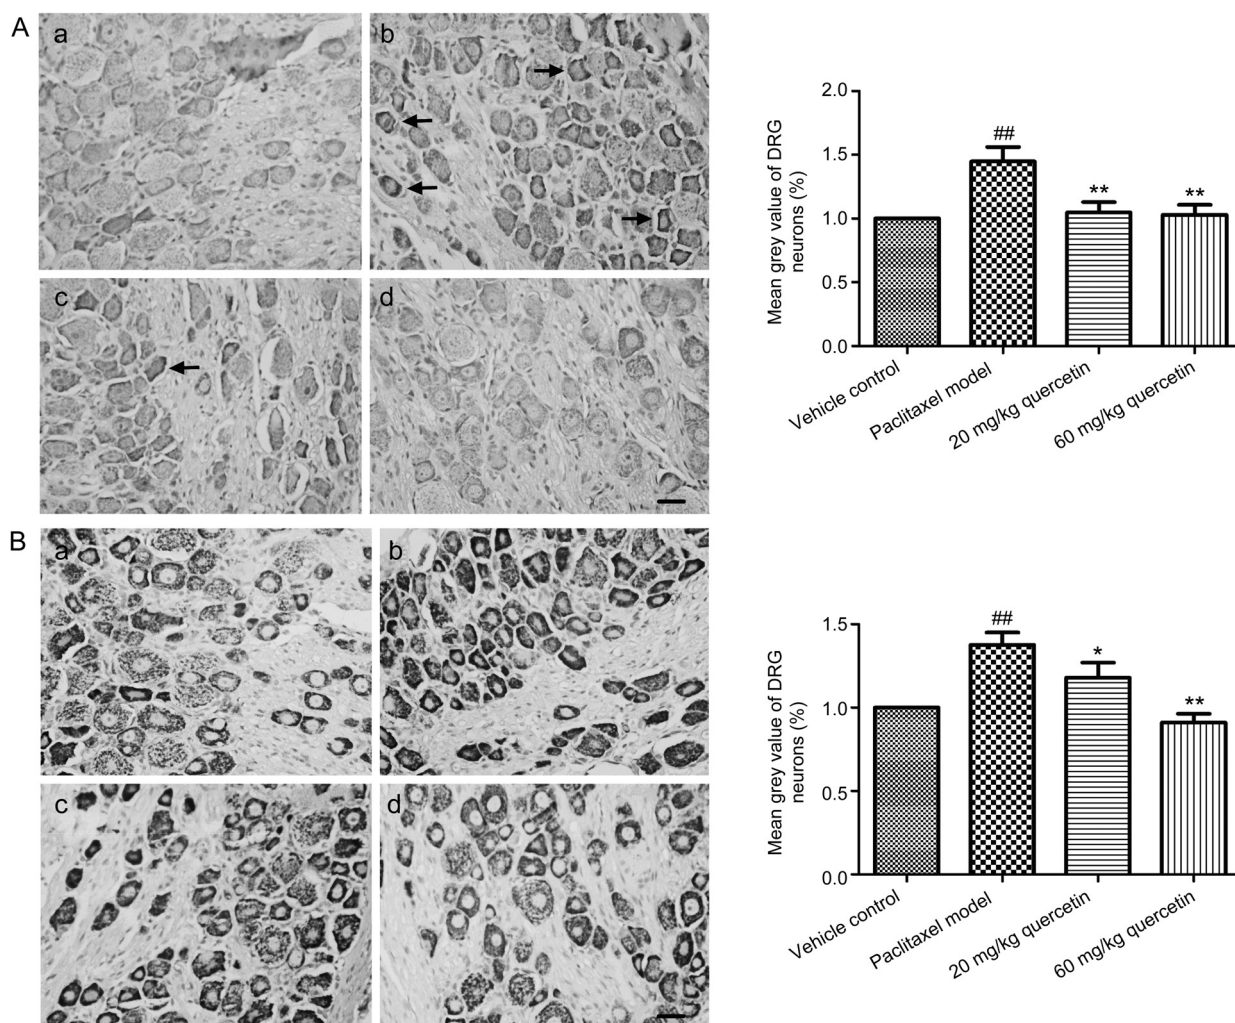 A
a
b
c
d
Mean grey value of DRG
neurons (%)
2.0
1.5
1.0
0.5
0.0
##
**
**
Vehicle control
Paclitaxel model
20 mg/kg quercetin
60 mg/kg quercetin
B
a
b
c
d
Mean grey value of DRG
neurons (%)
1.5
1.0
0.5
0.0
##
*
**
Vehicle control
Paclitaxel model
20 mg/kg quercetin
60 mg/kg quercetin